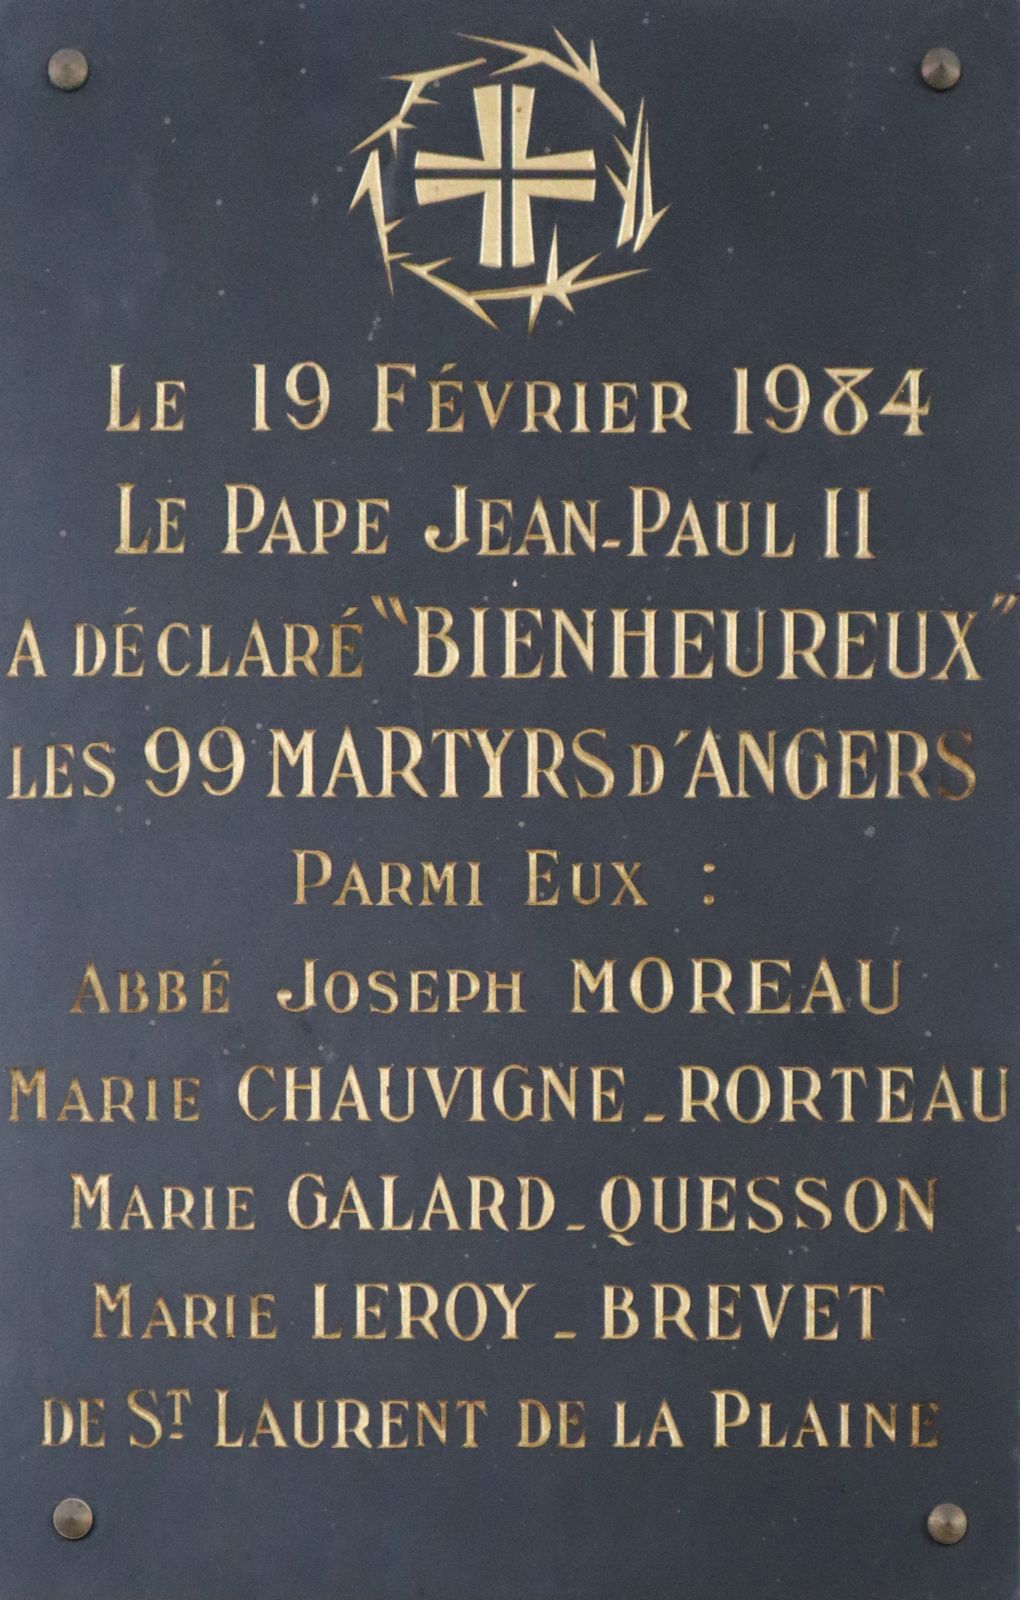 LE 19 FÉVRIER 1984
LE PAPE JEAN-PAUL II
A DÉCLARÉ "BIENHEUREUX"
LES 99 MARTYRS D'ANGERS
PARMI EUX :
ABBÉ JOSEPH MOREAU
MARIE CHAUVIGNE-RORTEAU
MARIE GALARD-QUESSON
MARIE LEROY-BREVET
DE ST LAURENT DE LA PLAINE